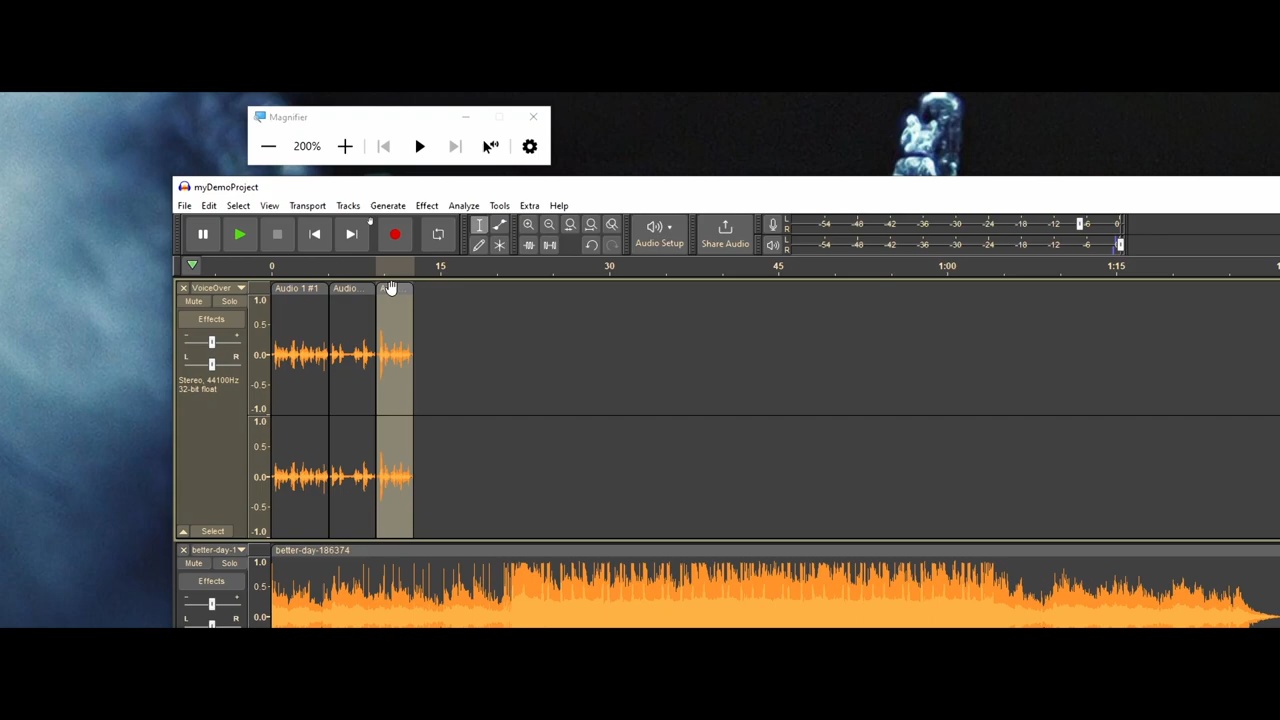 Magnifier
200%
myDemoProject
File Edit Select View Transport Tracks Generate Effect Analyze Tools Extra Help
L -54 -48 -42 -36 -30 -24 -18 -12 -6 0
R
Audio Setup Share Audio
L -54 -48 -42 -36 -30 -24 -18 -12 -6
R
0 15 30 45 1:00 1:15
VoiceOver Audio 1 #1 Audio...
Mute Solo 1.0
Effects 0.5
- +
L R 0.0
Stereo, 44100Hz
32-bit float -0.5
-1.0
1.0
0.5
0.0
-0.5
Select -1.0
better-day-1 better-day-186374
Mute Solo 1.0
Effects 0.5
- +
L R 0.0